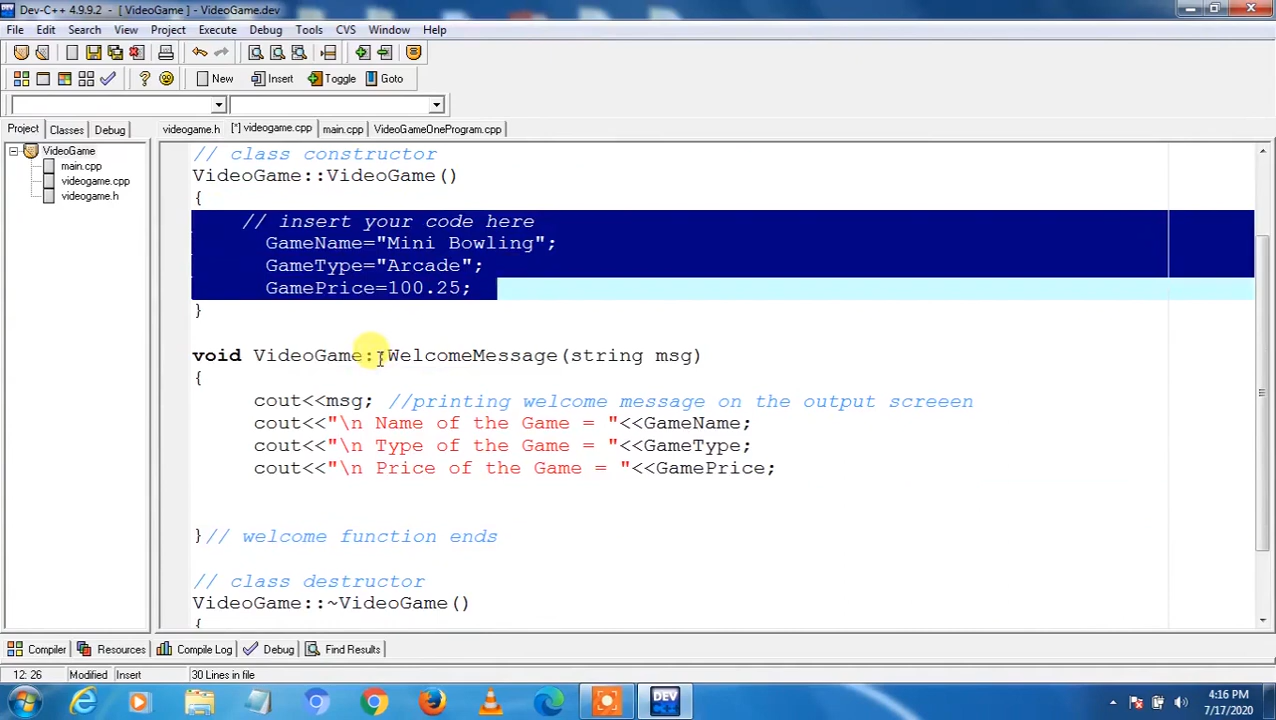 Dev-C++ 4.9.9.2 - [ VideoGame ] - VideoGame.dev
File Edit Search View Project Execute Debug Tools CVS Window Help
New Insert Toggle Goto
Project Classes Debug videogame.h [*] videogame.cpp main.cpp VideoGameOneProgram.cpp
VideoGame
main.cpp
videogame.cpp
videogame.h
// class constructor
VideoGame::VideoGame()
{
// insert your code here
GameName="Mini Bowling";
GameType="Arcade";
GamePrice=100.25;
}
void VideoGame::WelcomeMessage(string msg)
{
cout<<msg; //printing welcome message on the output screeen
cout<<"\n Name of the Game = "<<GameName;
cout<<"\n Type of the Game = "<<GameType;
cout<<"\n Price of the Game = "<<GamePrice;
}// welcome function ends
// class destructor
VideoGame::~VideoGame()
{
Compiler Resources Compile Log Debug Find Results
12: 26 Modified Insert 30 Lines in file
DEV
4:16 PM
7/17/2020